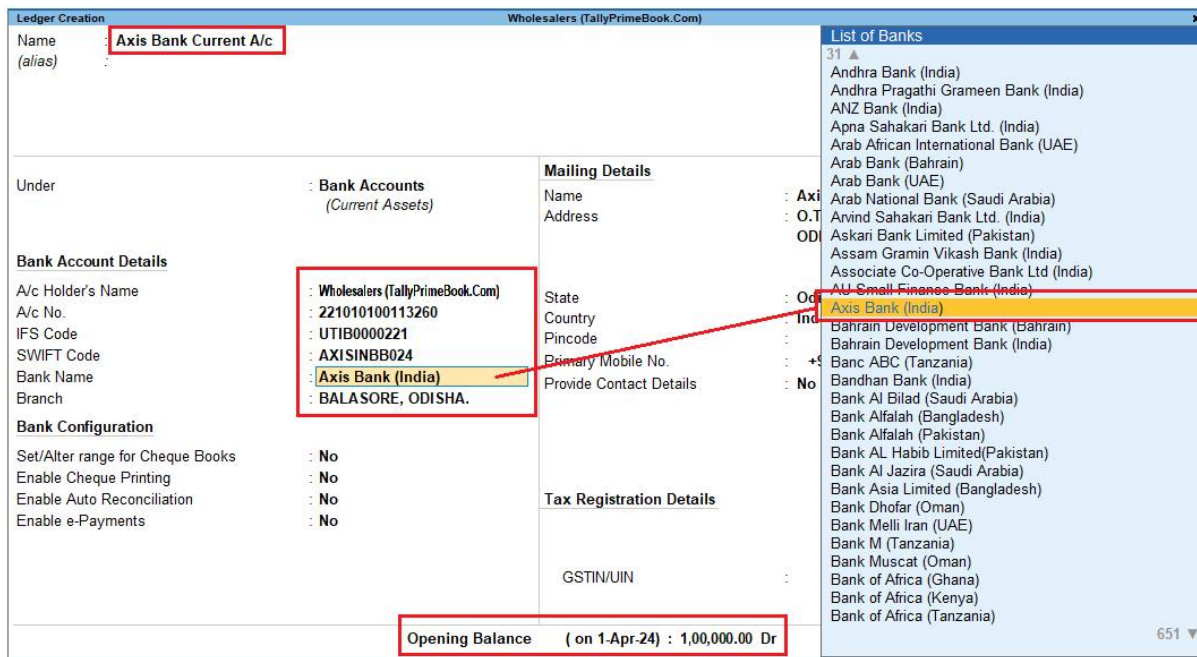 Ledger Creation Wholesalers (TallyPrimeBook.Com)
Name : Axis Bank Current A/c
(alias) :
Under : Bank Accounts
(Current Assets)
Bank Account Details
A/c Holder's Name : Wholesalers (TallyPrimeBook.Com)
A/c No. : 221010100113260
IFS Code : UTIB0000221
SWIFT Code : AXISINBB024
Bank Name : Axis Bank (India)
Branch : BALASORE, ODISHA.
Bank Configuration
Set/Alter range for Cheque Books : No
Enable Cheque Printing : No
Enable Auto Reconciliation : No
Enable e-Payments : No
Mailing Details
Name : Axi
Address : O.T
ODI
State : Odi
Country : Ind
Pincode :
Primary Mobile No. : +9
Provide Contact Details : No
Tax Registration Details
GSTIN/UIN :
Opening Balance ( on 1-Apr-24) : 1,00,000.00 Dr
List of Banks
31 ▲
Andhra Bank (India)
Andhra Pragathi Grameen Bank (India)
ANZ Bank (India)
Apna Sahakari Bank Ltd. (India)
Arab African International Bank (UAE)
Arab Bank (Bahrain)
Arab Bank (UAE)
Arab National Bank (Saudi Arabia)
Arvind Sahakari Bank Ltd. (India)
Askari Bank Limited (Pakistan)
Assam Gramin Vikash Bank (India)
Associate Co-Operative Bank Ltd (India)
AU Small Finance Bank (India)
Axis Bank (India)
Bahrain Development Bank (Bahrain)
Bahrain Development Bank (India)
Banc ABC (Tanzania)
Bandhan Bank (India)
Bank Al Bilad (Saudi Arabia)
Bank Alfalah (Bangladesh)
Bank Alfalah (Pakistan)
Bank AL Habib Limited(Pakistan)
Bank Al Jazira (Saudi Arabia)
Bank Asia Limited (Bangladesh)
Bank Dhofar (Oman)
Bank Melli Iran (UAE)
Bank M (Tanzania)
Bank Muscat (Oman)
Bank of Africa (Ghana)
Bank of Africa (Kenya)
Bank of Africa (Tanzania)
651 ▼